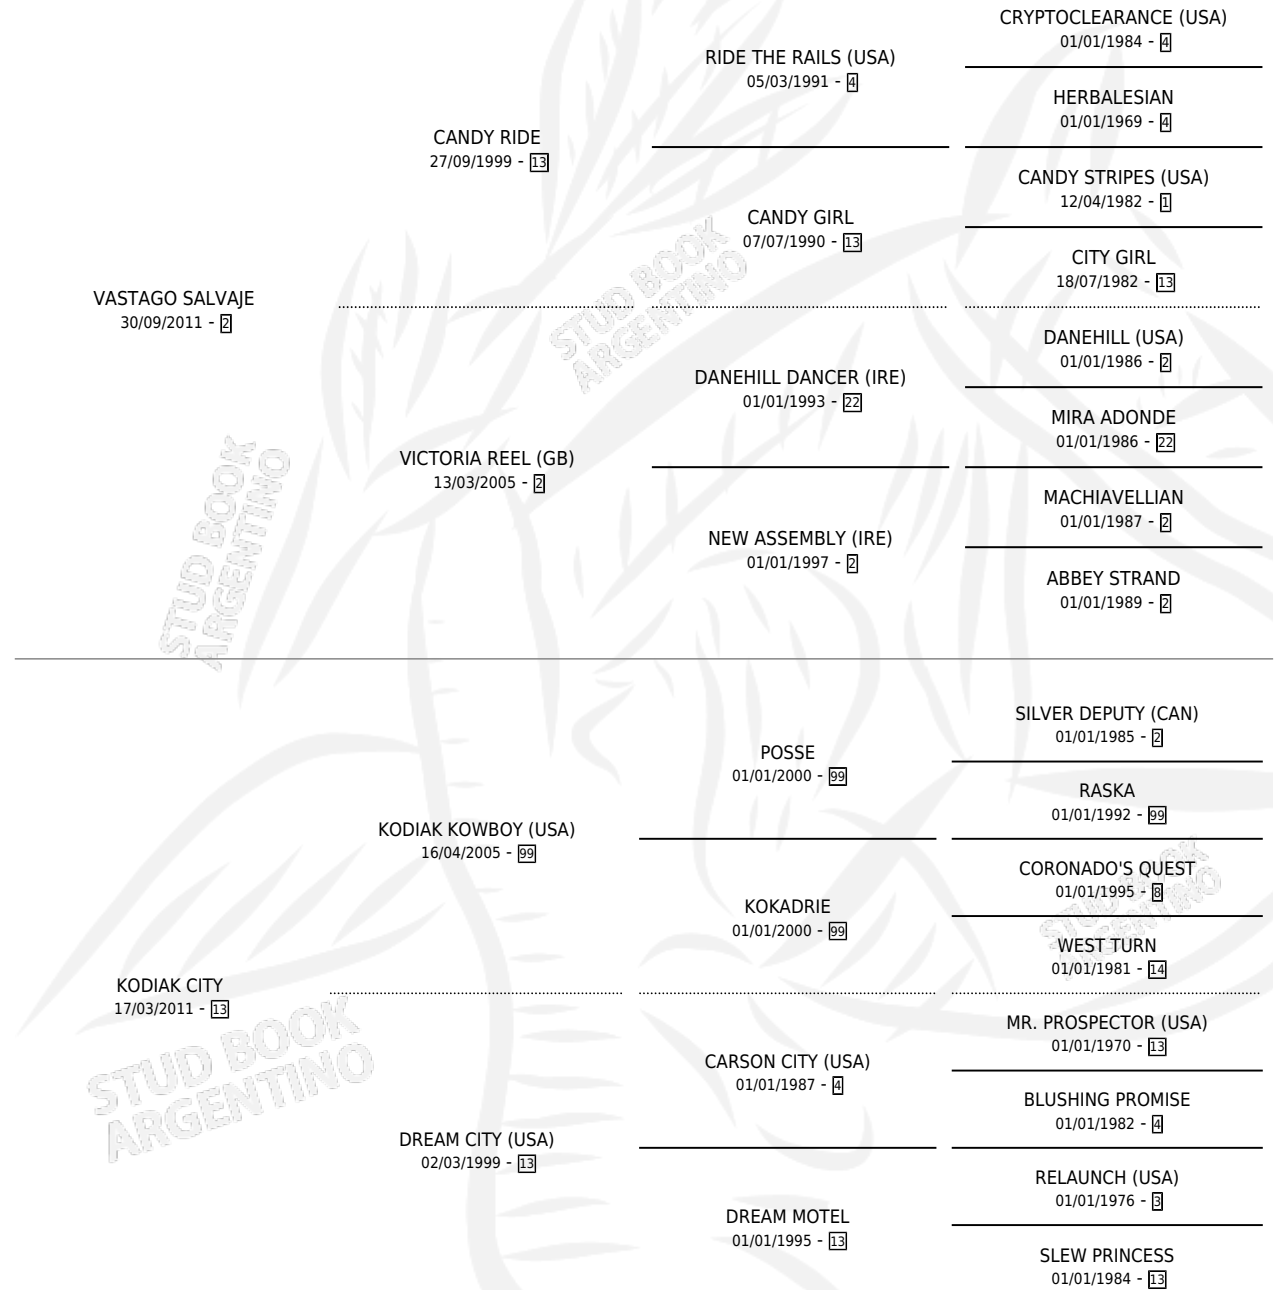 CRYPTOCLEARANCE (USA)
01/01/1984 - 4
RIDE THE RAILS (USA)
05/03/1991 - 4
HERBALESIAN
01/01/1969 - 4
CANDY RIDE
27/09/1999 - 13
CANDY STRIPES (USA)
12/04/1982 - 1
CANDY GIRL
07/07/1990 - 13
CITY GIRL
18/07/1982 - 13
VASTAGO SALVAJE
30/09/2011 - 2
DANEHILL (USA)
01/01/1986 - 2
DANEHILL DANCER (IRE)
01/01/1993 - 22
MIRA ADONDE
01/01/1986 - 22
VICTORIA REEL (GB)
13/03/2005 - 2
MACHIAVELLIAN
01/01/1987 - 2
NEW ASSEMBLY (IRE)
01/01/1997 - 2
ABBEY STRAND
01/01/1989 - 2
STUD BOOK
ARGENTINO
STUD BOOK
ARGENTINO
SILVER DEPUTY (CAN)
01/01/1985 - 2
POSSE
01/01/2000 - 99
RASKA
01/01/1992 - 99
KODIAK KOWBOY (USA)
16/04/2005 - 99
CORONADO'S QUEST
01/01/1995 - 8
KOKADRIE
01/01/2000 - 99
WEST TURN
01/01/1981 - 14
KODIAK CITY
17/03/2011 - 13
MR. PROSPECTOR (USA)
01/01/1970 - 13
CARSON CITY (USA)
01/01/1987 - 4
BLUSHING PROMISE
01/01/1982 - 4
DREAM CITY (USA)
02/03/1999 - 13
RELAUNCH (USA)
01/01/1976 - 3
DREAM MOTEL
01/01/1995 - 13
SLEW PRINCESS
01/01/1984 - 13
STUD BOOK
ARGENTINO
STUD BOOK
ARGENTINO